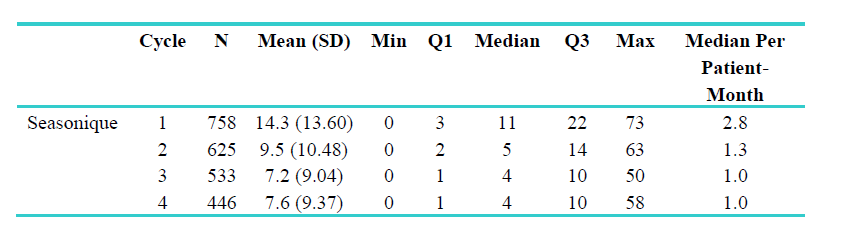 Cycle N Mean (SD) Min Q1 Median Q3 Max Median Per
Patient-
Month
Seasonique 1 758 14.3 (13.60) 0 3 11 22 73 2.8
2 625 9.5 (10.48) 0 2 5 14 63 1.3
3 533 7.2 (9.04) 0 1 4 10 50 1.0
4 446 7.6 (9.37) 0 1 4 10 58 1.0